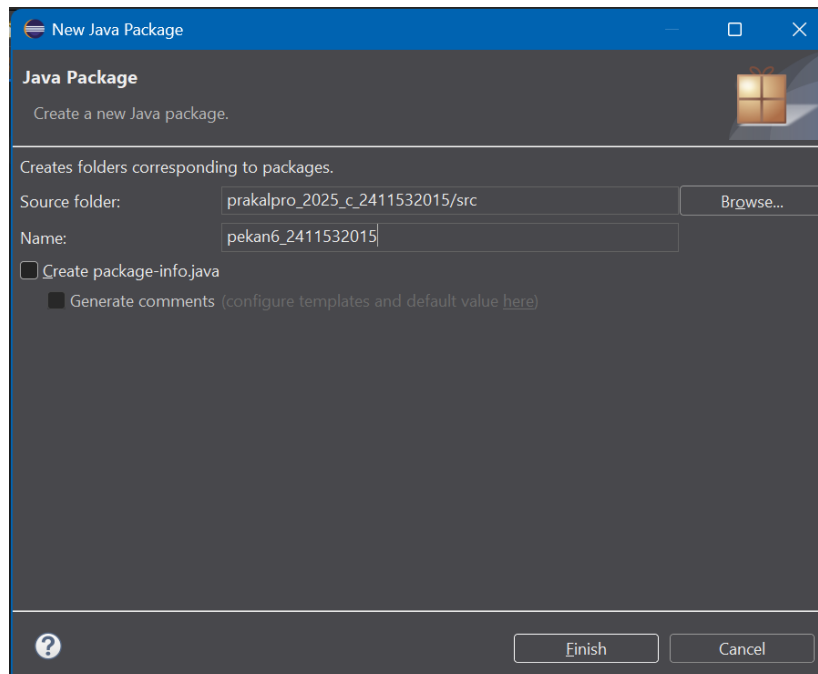 New Java Package
Java Package
Create a new Java package.
Creates folders corresponding to packages.
Source folder: prakalpro_2025_c_2411532015/src Browse...
Name: pekan6_2411532015
Create package-info.java
Generate comments (configure templates and default value here)
? Finish Cancel